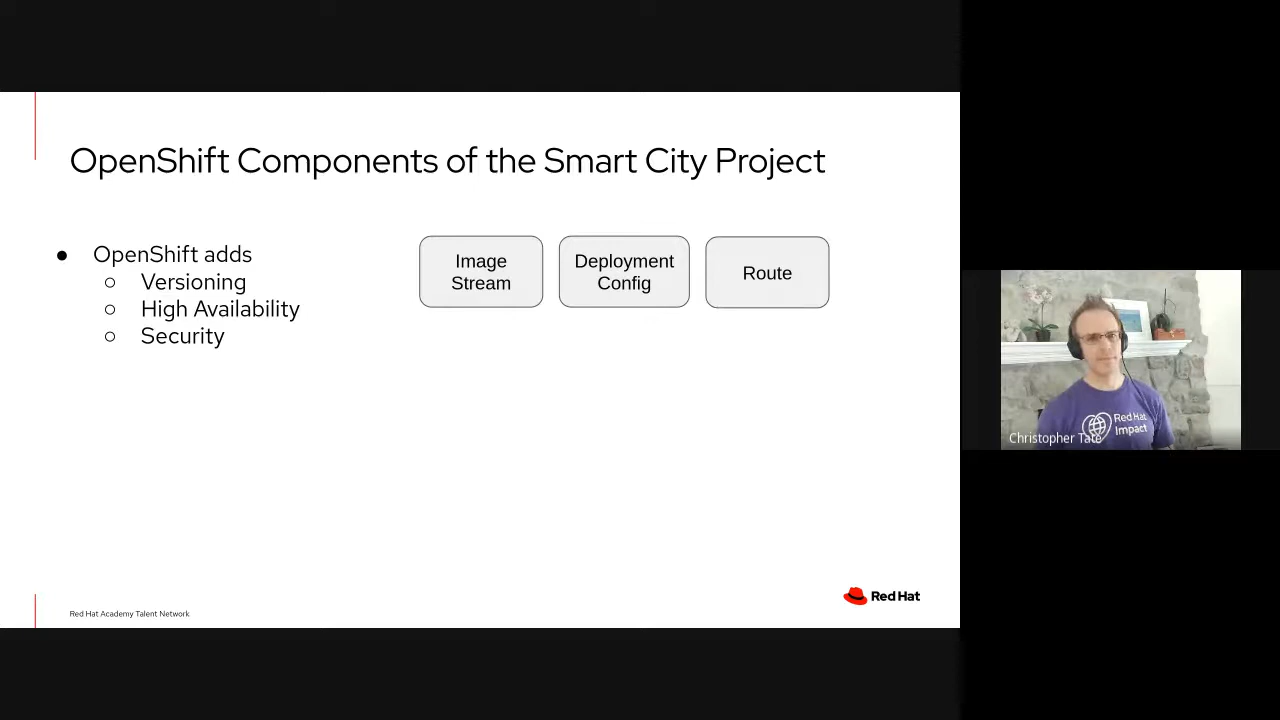 OpenShift Components of the Smart City Project
● OpenShift adds
○ Versioning
○ High Availability
○ Security
Image
Stream
Deployment
Config
Route
Red Hat
Impact
Christopher Tate
Red Hat
Red Hat Academy Talent Network